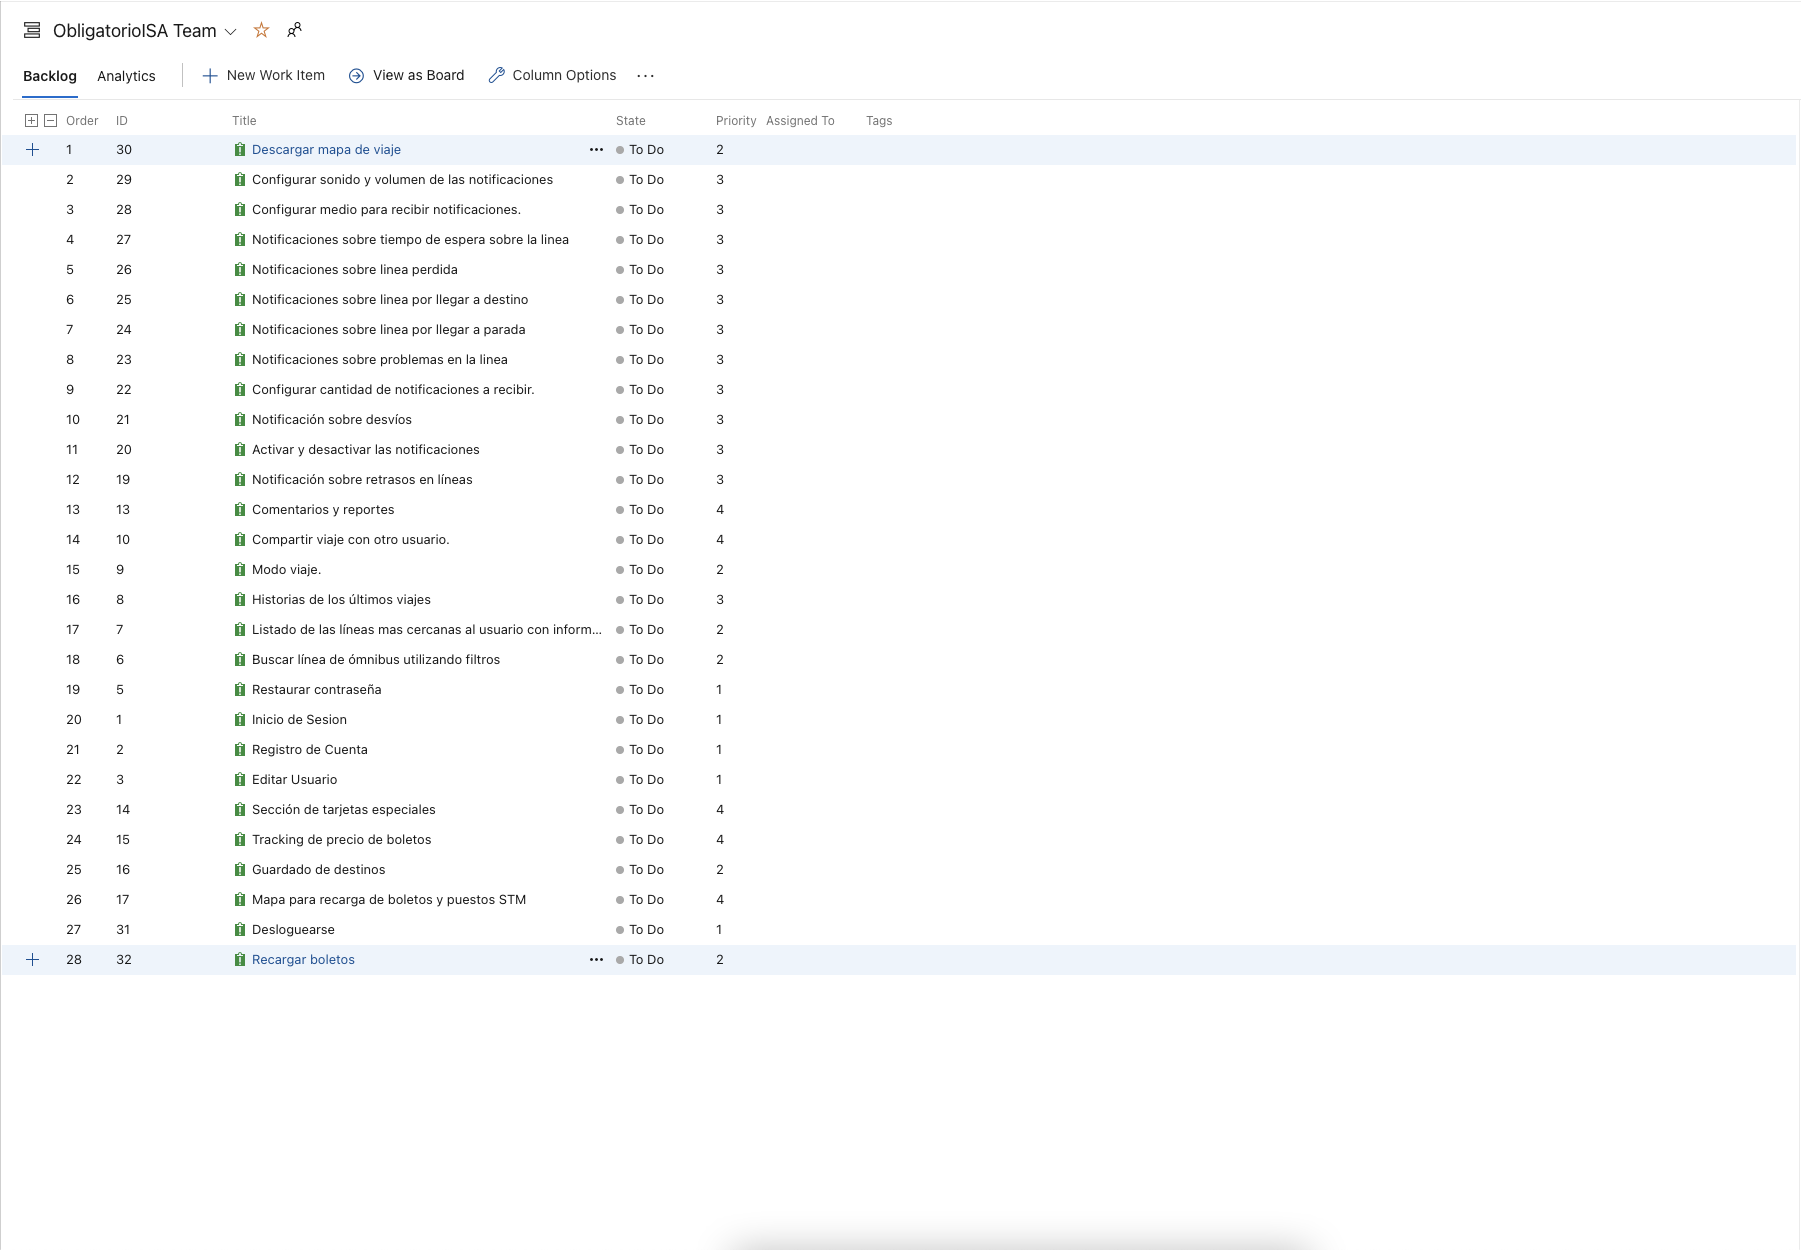 ObligatorioISA Team
Backlog Analytics New Work Item View as Board Column Options
Order ID Title State Priority Assigned To Tags
1 30 Descargar mapa de viaje To Do 2
2 29 Configurar sonido y volumen de las notificaciones To Do 3
3 28 Configurar medio para recibir notificaciones. To Do 3
4 27 Notificaciones sobre tiempo de espera sobre la linea To Do 3
5 26 Notificaciones sobre linea perdida To Do 3
6 25 Notificaciones sobre linea por llegar a destino To Do 3
7 24 Notificaciones sobre linea por llegar a parada To Do 3
8 23 Notificaciones sobre problemas en la linea To Do 3
9 22 Configurar cantidad de notificaciones a recibir. To Do 3
10 21 Notificación sobre desvíos To Do 3
11 20 Activar y desactivar las notificaciones To Do 3
12 19 Notificación sobre retrasos en líneas To Do 3
13 13 Comentarios y reportes To Do 4
14 10 Compartir viaje con otro usuario. To Do 4
15 9 Modo viaje. To Do 2
16 8 Historias de los últimos viajes To Do 3
17 7 Listado de las líneas mas cercanas al usuario con inform... To Do 2
18 6 Buscar línea de ómnibus utilizando filtros To Do 2
19 5 Restaurar contraseña To Do 1
20 1 Inicio de Sesion To Do 1
21 2 Registro de Cuenta To Do 1
22 3 Editar Usuario To Do 1
23 14 Sección de tarjetas especiales To Do 4
24 15 Tracking de precio de boletos To Do 4
25 16 Guardado de destinos To Do 2
26 17 Mapa para recarga de boletos y puestos STM To Do 4
27 31 Desloguearse To Do 1
28 32 Recargar boletos To Do 2